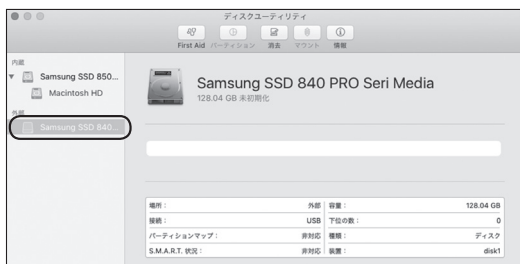 ディスクユーティリティ
First Aid パーティション 消去 マウント 情報
内蔵
Samsung SSD 850...
Macintosh HD
外部
Samsung SSD 840...
Samsung SSD 840 PRO Seri Media
128.04 GB 未初期化
場所： 外部 容量： 128.04 GB
接続： USB 下位の数： 0
パーティションマップ： 非対応 種類： ディスク
S.M.A.R.T. 状況： 非対応 装置： disk1